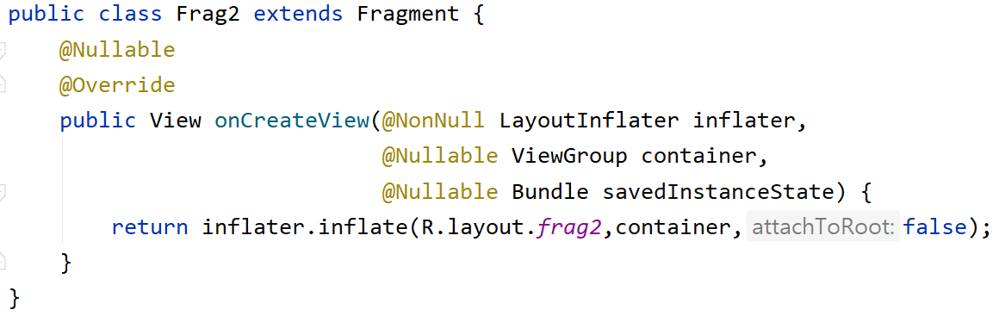 public class Frag2 extends Fragment {
    @Nullable
    @Override
    public View onCreateView(@NonNull LayoutInflater inflater,
                             @Nullable ViewGroup container,
                             @Nullable Bundle savedInstanceState) {
        return inflater.inflate(R.layout.frag2,container, attachToRoot: false);
    }
}